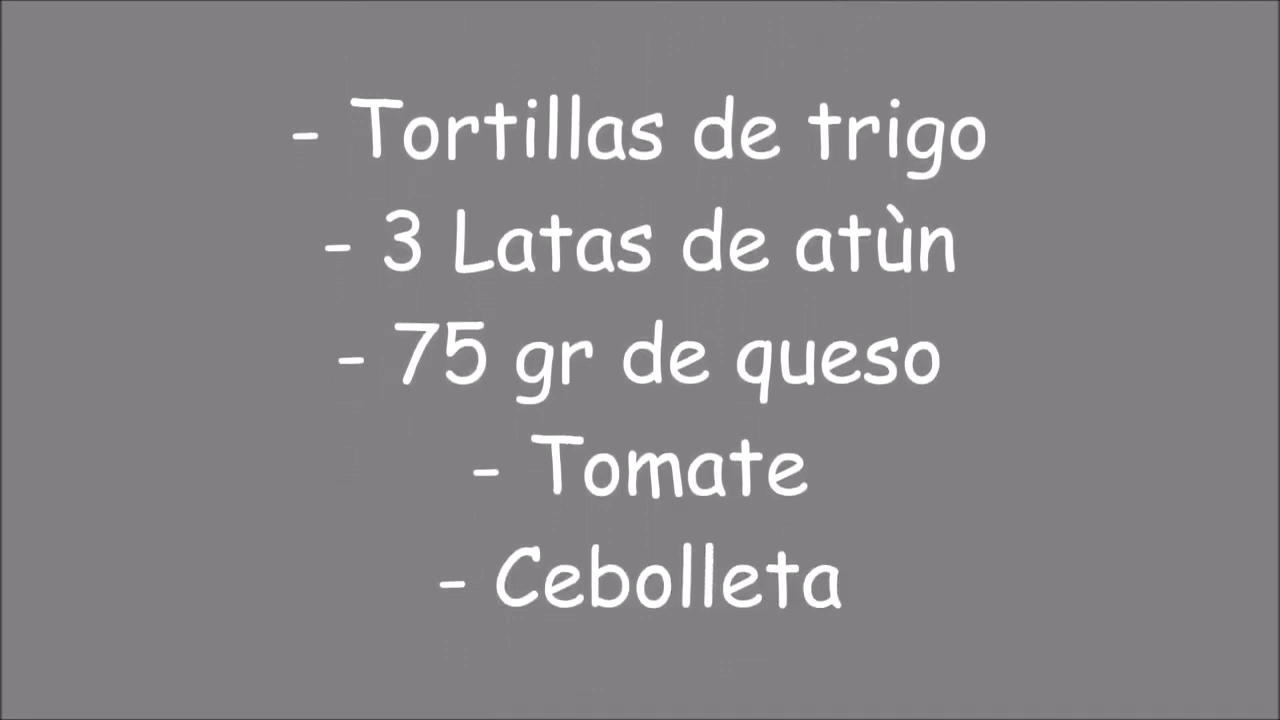 - Tortillas de trigo
- 3 Latas de atùn
- 75 gr de queso
- Tomate
- Cebolleta